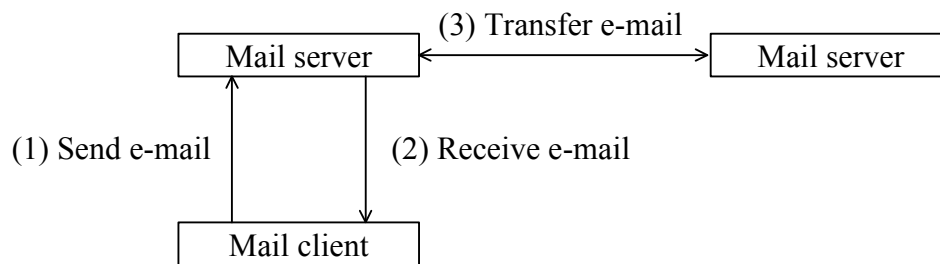 (3) Transfer e-mail
Mail server
Mail server
(1) Send e-mail
(2) Receive e-mail
Mail client